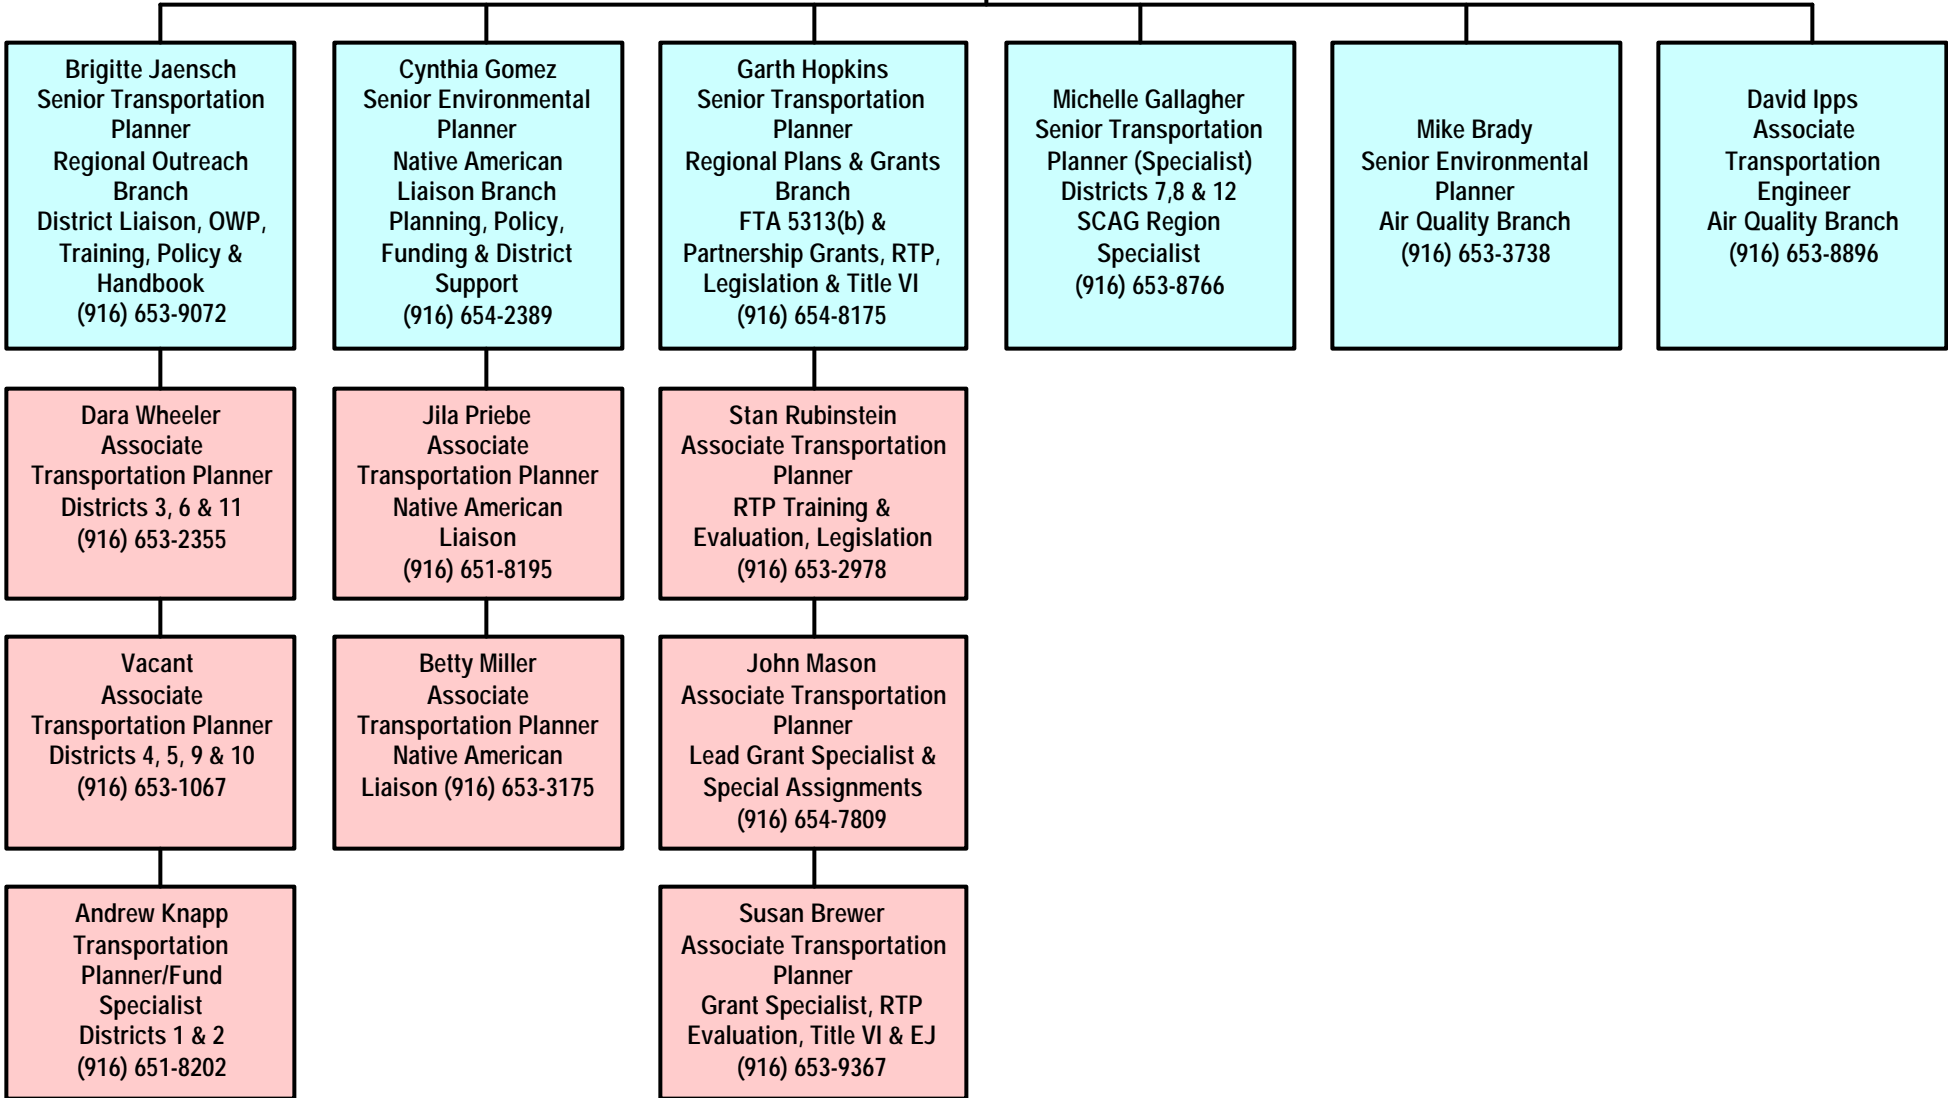 Brigitte Jaensch
Senior Transportation
Planner
Regional Outreach
Branch
District Liaison, OWP,
Training, Policy &
Handbook
(916) 653-9072
Cynthia Gomez
Senior Environmental
Planner
Native American
Liaison Branch
Planning, Policy,
Funding & District
Support
(916) 654-2389
Garth Hopkins
Senior Transportation
Planner
Regional Plans & Grants
Branch
FTA 5313(b) &
Partnership Grants, RTP,
Legislation & Title VI
(916) 654-8175
Michelle Gallagher
Senior Transportation
Planner (Specialist)
Districts 7,8 & 12
SCAG Region
Specialist
(916) 653-8766
Mike Brady
Senior Environmental
Planner
Air Quality Branch
(916) 653-3738
David Ipps
Associate
Transportation
Engineer
Air Quality Branch
(916) 653-8896
Dara Wheeler
Associate
Transportation Planner
Districts 3, 6 & 11
(916) 653-2355
Jila Priebe
Associate
Transportation Planner
Native American
Liaison
(916) 651-8195
Stan Rubinstein
Associate Transportation
Planner
RTP Training &
Evaluation, Legislation
(916) 653-2978
Vacant
Associate
Transportation Planner
Districts 4, 5, 9 & 10
(916) 653-1067
Betty Miller
Associate
Transportation Planner
Native American
Liaison (916) 653-3175
John Mason
Associate Transportation
Planner
Lead Grant Specialist &
Special Assignments
(916) 654-7809
Andrew Knapp
Transportation
Planner/Fund
Specialist
Districts 1 & 2
(916) 651-8202
Susan Brewer
Associate Transportation
Planner
Grant Specialist, RTP
Evaluation, Title VI & EJ
(916) 653-9367